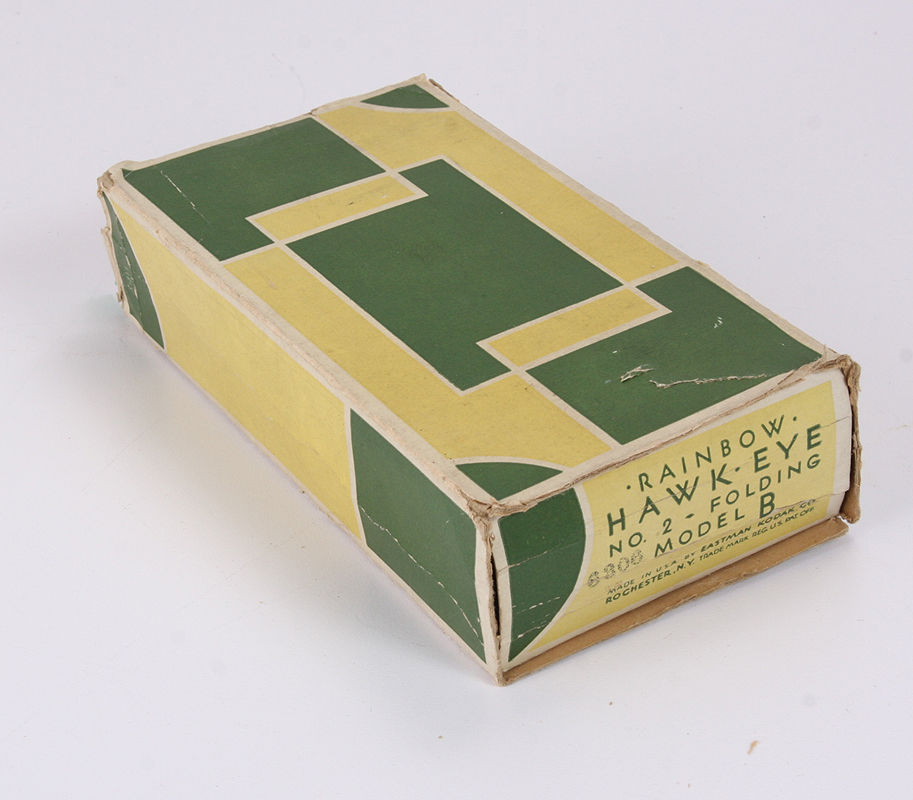 ·RAINBOW·
HAWK-EYE
NO. 2 - FOLDING
MODEL B
6306
MADE IN U.S.A. BY EASTMAN KODAK CO.
ROCHESTER, N.Y. TRADE MARK REG. U.S. PAT. OFF.